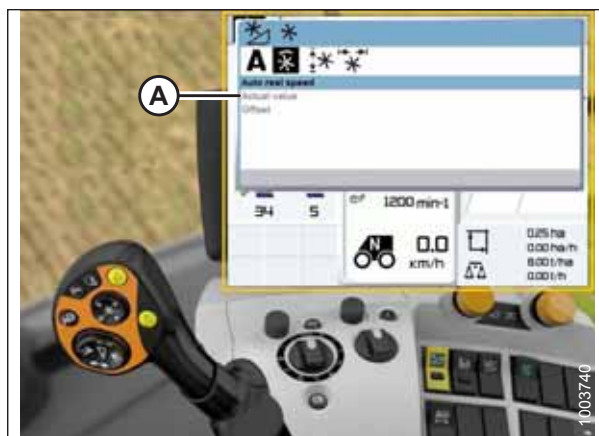 A
Auto reel speed
Actual value
Offset
A
34
5
1200 min-1
N
0.0
km/h
0.25 ha
0.00 ha/h
0.00 l/ha
0.00 l/h
1003740